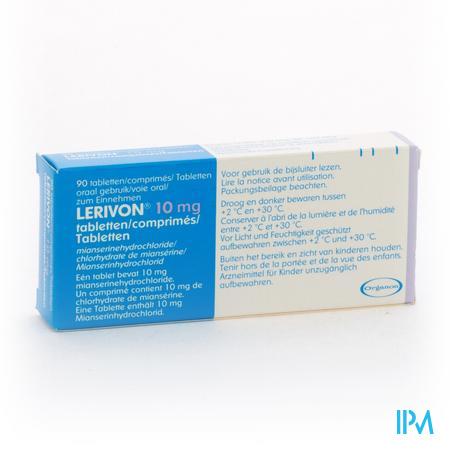 90 tabletten/comprimés/ Tabletten
oraal gebruik/voie oral/
zum Einnehmen
LERIVON® 10 mg
tabletten/comprimés/
Tabletten
mianserinehydrochloride/
chlorhydrate de miansérine/
Mianserinhydrochlorid
Eén tablet bevat 10 mg
mianserinehydrochloride.
Un comprimé contient 10 mg de
chlorhydrate de miansérine.
Eine Tablette enthält 10 mg
Mianserinhydrochlorid.
Voor gebruik de bijsluiter lezen.
Lire la notice avant utilisation.
Packungsbeilage beachten.
Droog en donker bewaren tussen
+2 °C en +30 °C.
Conserver à l'abri de la lumière et de l'humidité
entre +2 °C et +30 °C.
Vor Licht und Feuchtigkeit geschützt
aufbewahren zwischen +2 °C und +30 °C.
Buiten het bereik en zicht van kinderen houden.
Tenir hors de la portée et de la vue des enfants.
Arzneimittel für Kinder unzugänglich
aufbewahren.
Organon
LERIVON
IPM